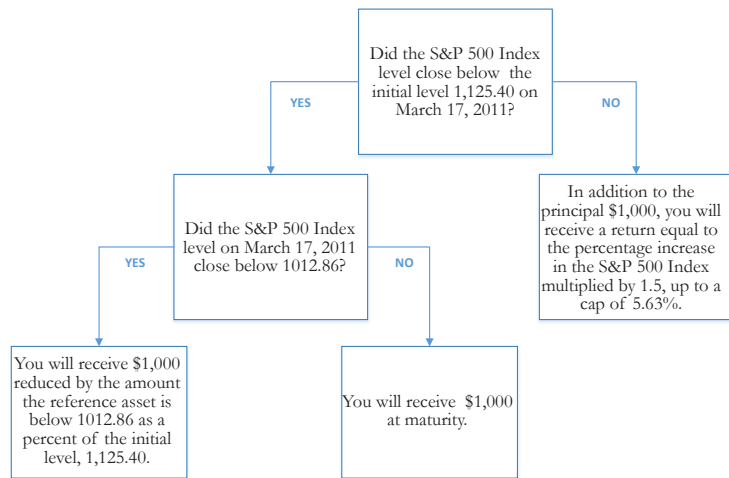 Did the S&P 500 Index
level close below the
initial level 1,125.40 on
March 17, 2011?
YES
NO
Did the S&P 500 Index
level on March 17, 2011
close below 1012.86?
In addition to the
principal $1,000, you will
receive a return equal to
the percentage increase
in the S&P 500 Index
multiplied by 1.5, up to a
cap of 5.63%.
YES
NO
You will receive $1,000
reduced by the amount
the reference asset is
below 1012.86 as a
percent of the initial
level, 1,125.40.
You will receive $1,000
at maturity.